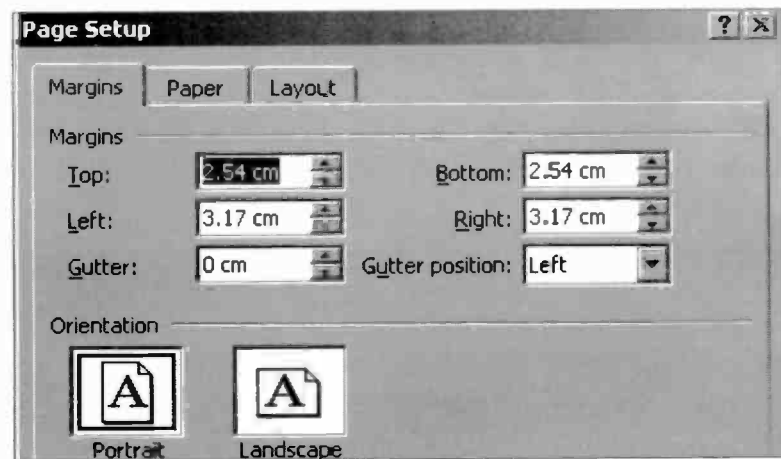 Page Setup ? X
Margins Paper Layout
Margins
Top: 2.54 cm Bottom: 2.54 cm
Left: 3.17 cm Right: 3.17 cm
Gutter: 0 cm Gutter position: Left
Orientation
A A
Portrait Landscape